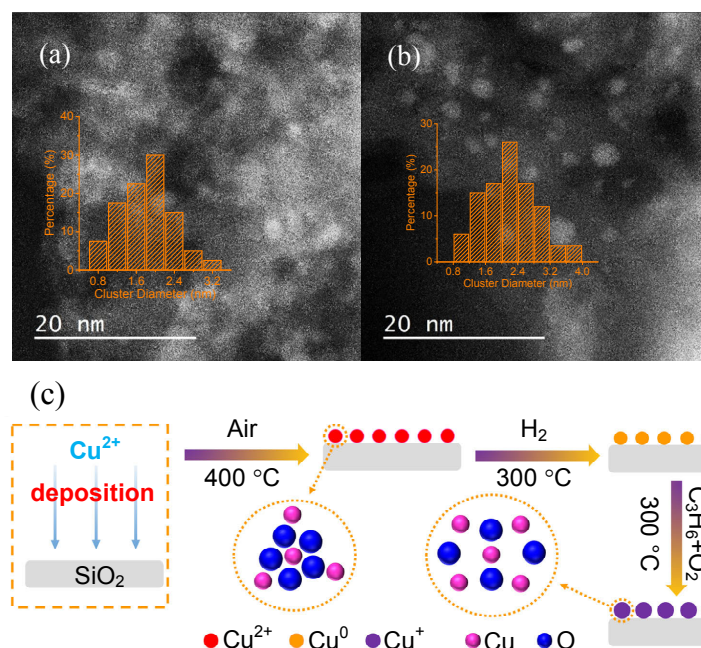 (a)
40
30
20
10
0
Percentage (%)
0.8 1.6 2.4 3.2
Cluster Diameter (nm)
20 nm
(b)
30
20
10
0
Percentage (%)
0.8 1.6 2.4 3.2 4.0
Cluster Diameter (nm)
20 nm
(c)
Cu2+
deposition
SiO2
Air
400 °C
H2
300 °C
C3H6+O2
300 °C
Cu2+ Cu0 Cu+ Cu O